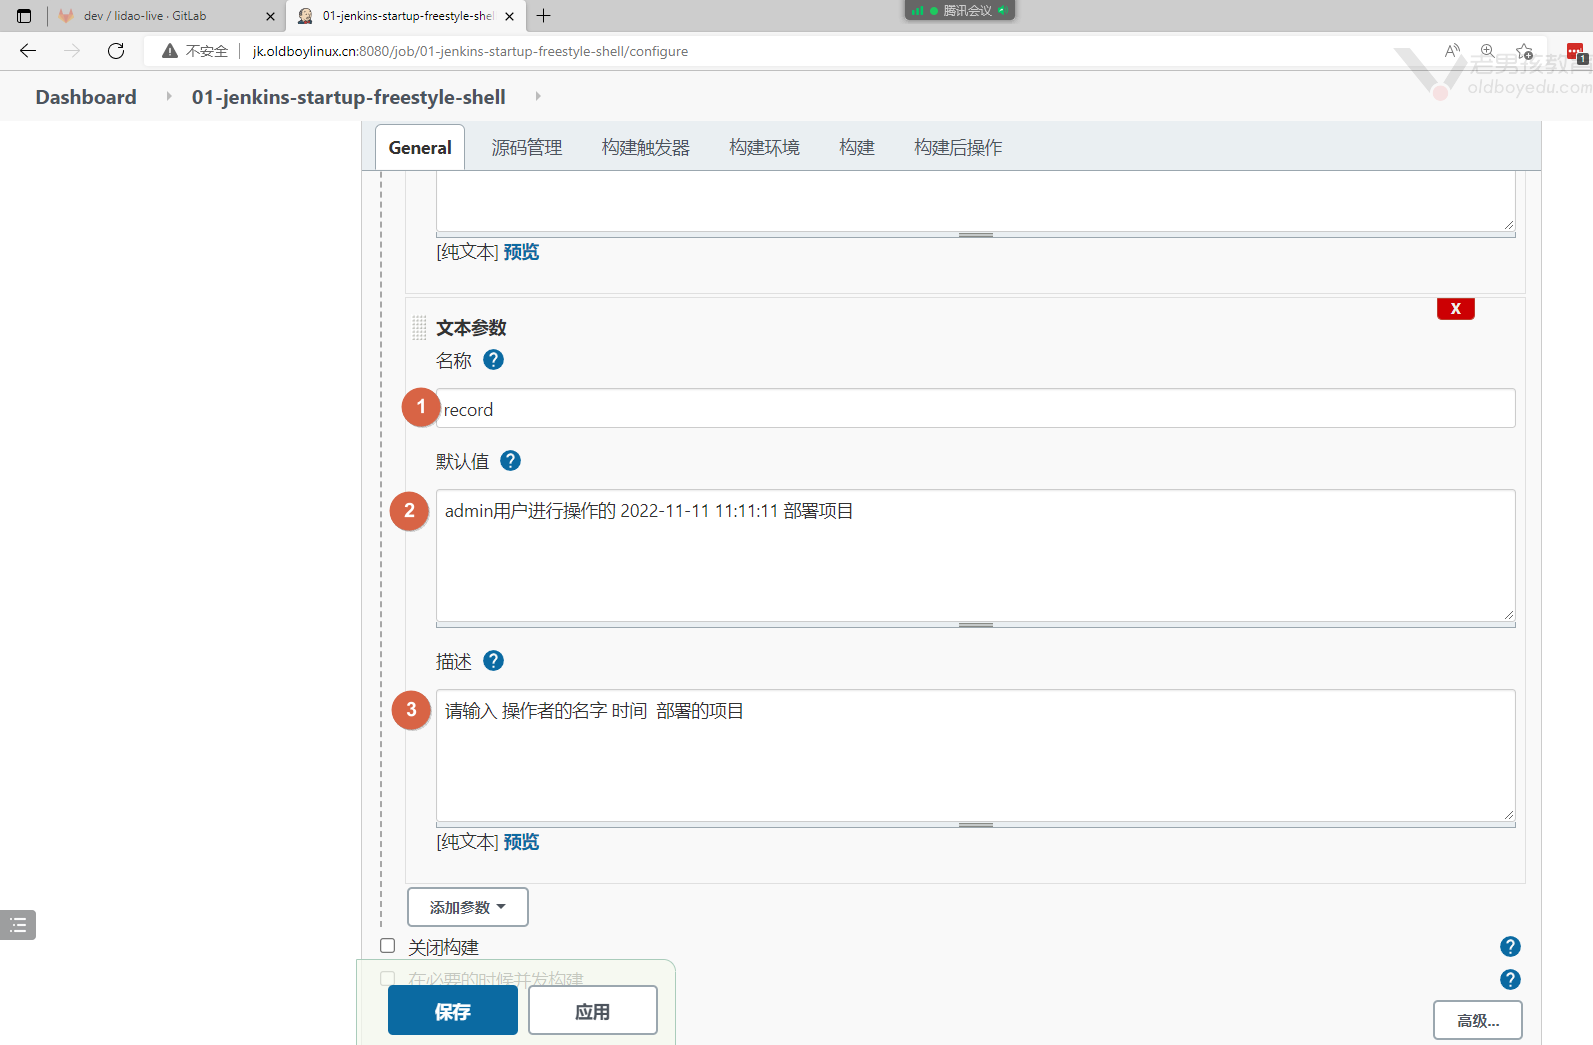 dev / lidao-live · GitLab
01-jenkins-startup-freestyle-shel
腾讯会议
不安全
jk.oldboylinux.cn:8080/job/01-jenkins-startup-freestyle-shell/configure
1
老男孩教育
oldboyedu.com
Dashboard
01-jenkins-startup-freestyle-shell
General
源码管理
构建触发器
构建环境
构建
构建后操作
[纯文本] 预览
X
文本参数
名称 ?
1 record
默认值 ?
2 admin用户进行操作的 2022-11-11 11:11:11 部署项目
描述 ?
3 请输入 操作者的名字 时间 部署的项目
[纯文本] 预览
添加参数
关闭构建 ?
在必要的时候并发构建 ?
保存
应用
高级...